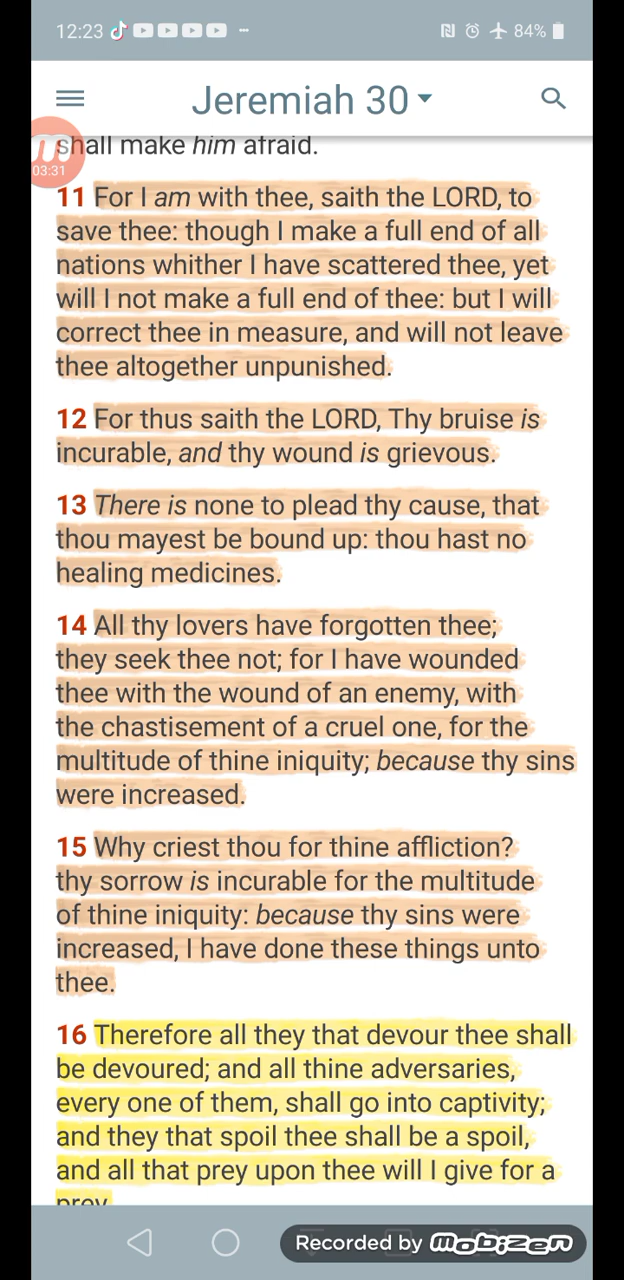 12:23 84%
Jeremiah 30
shall make him afraid.
03:31
11 For I am with thee, saith the LORD, to
save thee: though I make a full end of all
nations whither I have scattered thee, yet
will I not make a full end of thee: but I will
correct thee in measure, and will not leave
thee altogether unpunished.
12 For thus saith the LORD, Thy bruise is
incurable, and thy wound is grievous.
13 There is none to plead thy cause, that
thou mayest be bound up: thou hast no
healing medicines.
14 All thy lovers have forgotten thee;
they seek thee not; for I have wounded
thee with the wound of an enemy, with
the chastisement of a cruel one, for the
multitude of thine iniquity; because thy sins
were increased.
15 Why criest thou for thine affliction?
thy sorrow is incurable for the multitude
of thine iniquity: because thy sins were
increased, I have done these things unto
thee.
16 Therefore all they that devour thee shall
be devoured; and all thine adversaries,
every one of them, shall go into captivity;
and they that spoil thee shall be a spoil,
and all that prey upon thee will I give for a
prey
Recorded by Mobizen